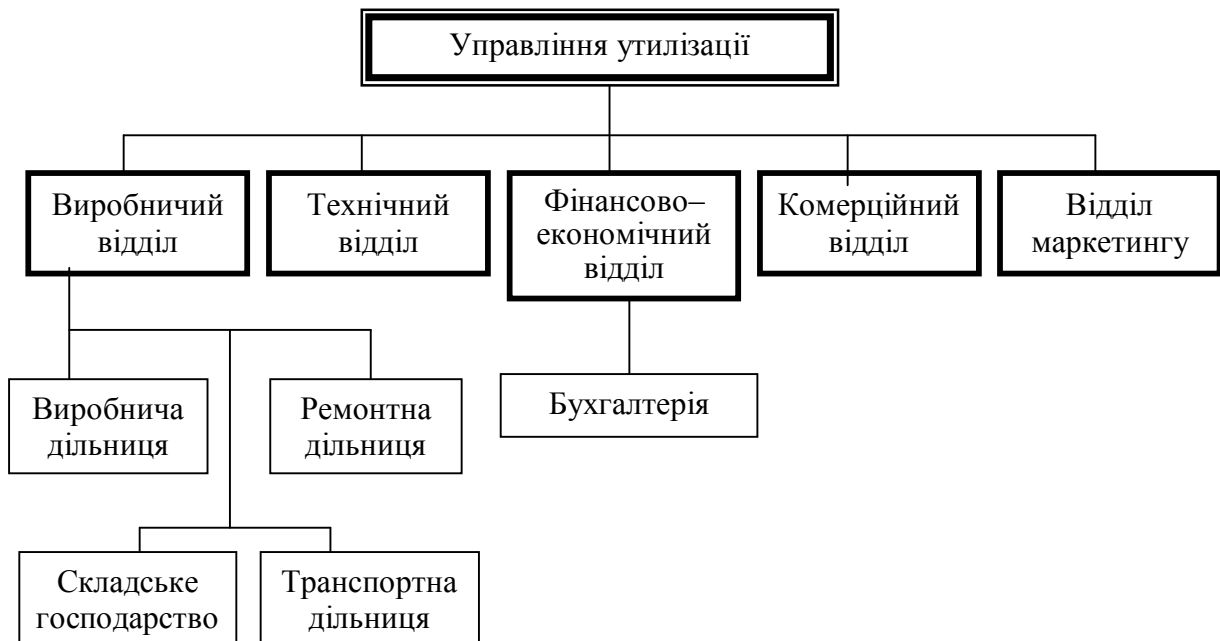 Управління утилізації
Виробничий
відділ
Технічний
відділ
Фінансово–
економічний
відділ
Комерційний
відділ
Відділ
маркетингу
Виробнича
дільниця
Ремонтна
дільниця
Бухгалтерія
Складське
господарство
Транспортна
дільниця